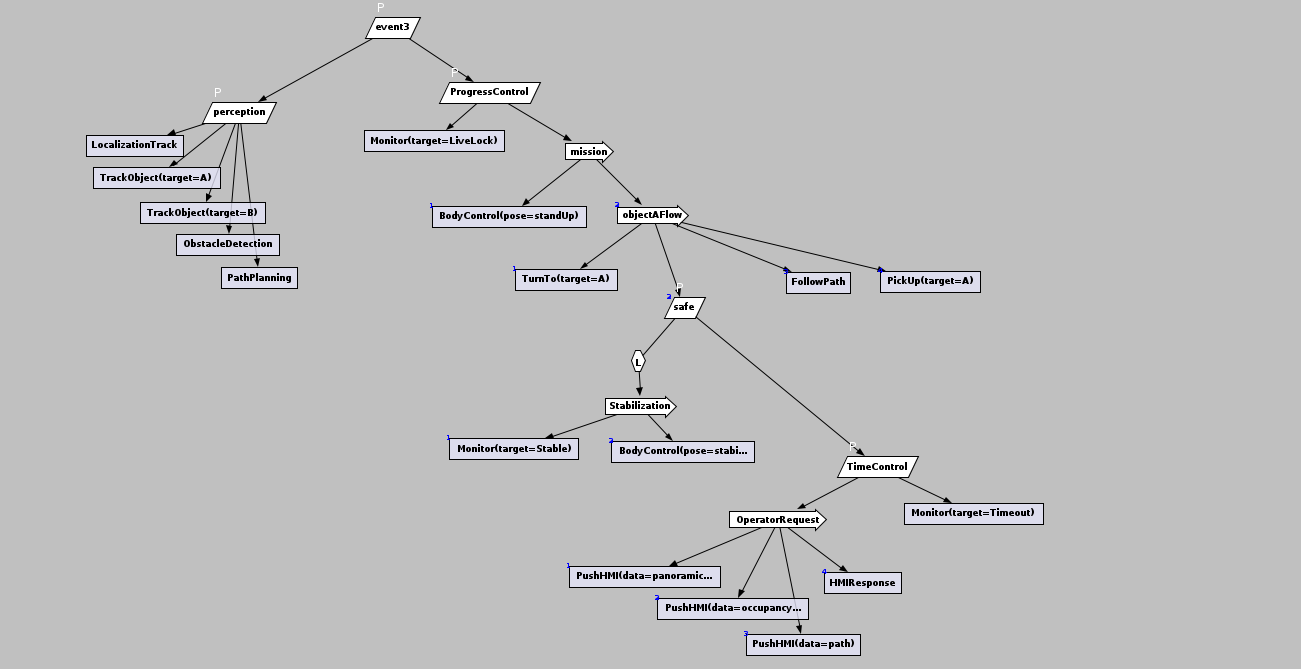 P
event3
P
ProgressControl
P
perception
Monitor(target=LiveLock)
LocalizationTrack
mission
TrackObject(target=A)
TrackObject(target=B)
1
BodyControl(pose=standUp)
2
objectAFlow
ObstacleDetection
PathPlanning
1
TurnTo(target=A)
FollowPath
PickUp(target=A)
P
2
safe
L
Stabilization
1
Monitor(target=Stable)
2
BodyControl(pose=stabi...
P
TimeControl
OperatorRequest
Monitor(target=Timeout)
1
PushHMI(data=panoramic...
4
HMIResponse
2
PushHMI(data=occupancy...
3
PushHMI(data=path)